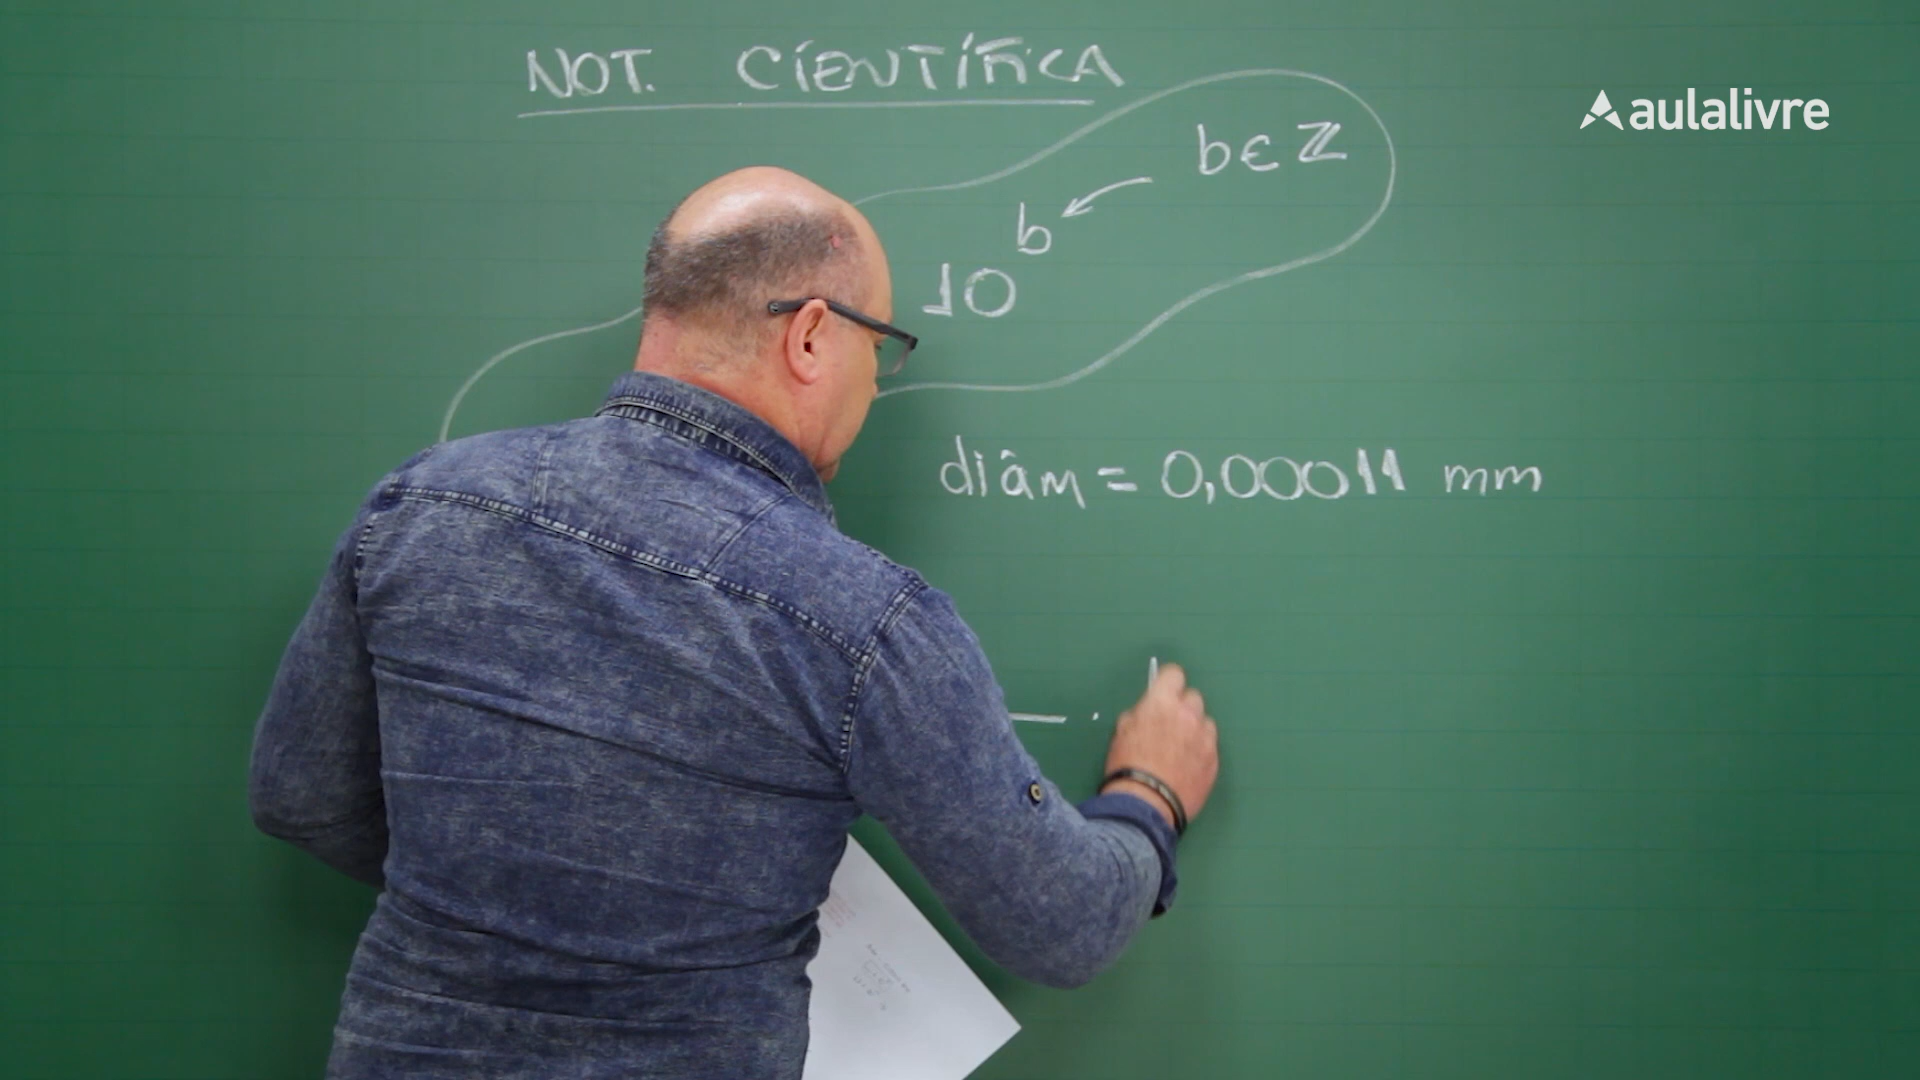 NOT. CIENTÍFICA
aulalivre
b ∈ ℤ
10^b
diâm = 0,00011 mm